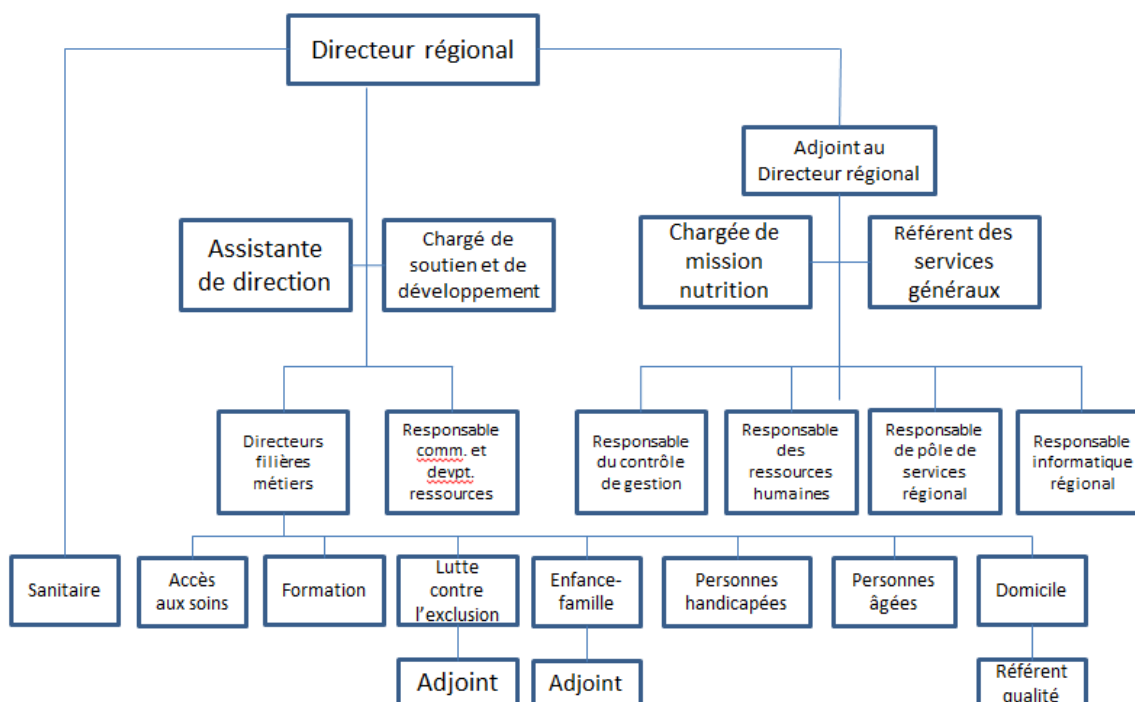 Directeur régional
Adjoint au
Directeur régional
Assistante
de direction
Chargé de
soutien et de
développement
Chargée de
mission
nutrition
Référent des
services
généraux
Directeurs
filières
métiers
Responsable
comm. et
devpt.
ressources
Responsable
du contrôle
de gestion
Responsable
des
ressources
humaines
Responsable
de pôle de
services
régional
Responsable
informatique
régional
Sanitaire
Accès
aux soins
Formation
Lutte
contre
l'exclusion
Enfance-
famille
Personnes
handicapées
Personnes
âgées
Domicile
Adjoint
Adjoint
Référent
qualité